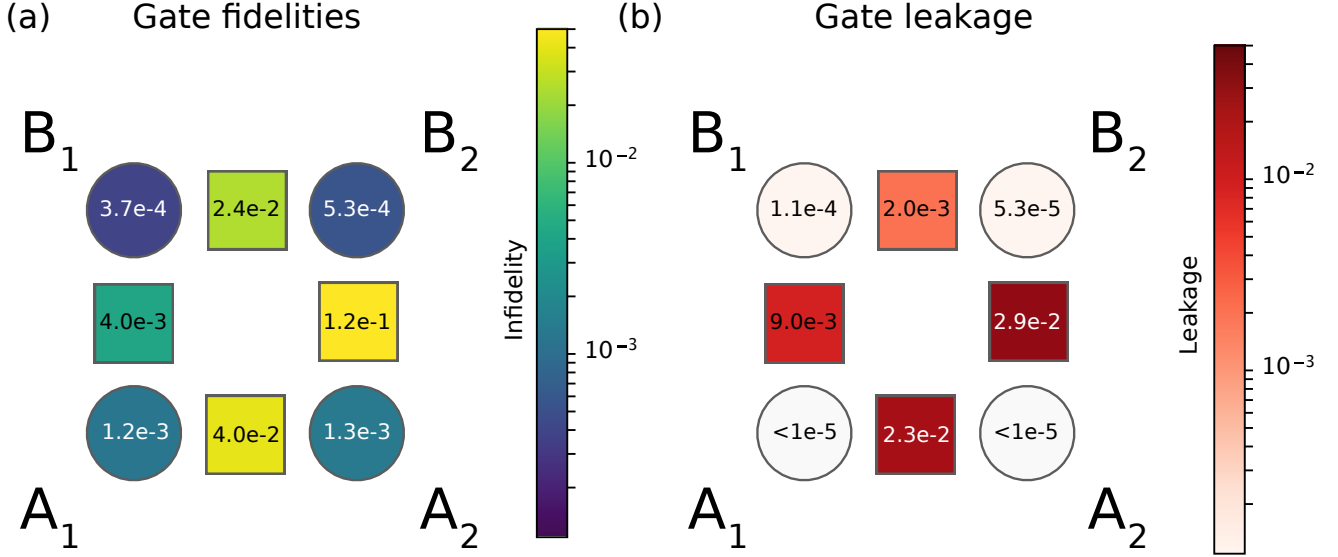 (a) Gate fidelities
B₁ B₂
3.7e-4 2.4e-2 5.3e-4
4.0e-3 1.2e-1
1.2e-3 4.0e-2 1.3e-3
A₁ A₂
Infidelity
10⁻²
10⁻³
(b) Gate leakage
B₁ B₂
1.1e-4 2.0e-3 5.3e-5
9.0e-3 2.9e-2
<1e-5 2.3e-2 <1e-5
A₁ A₂
Leakage
10⁻²
10⁻³